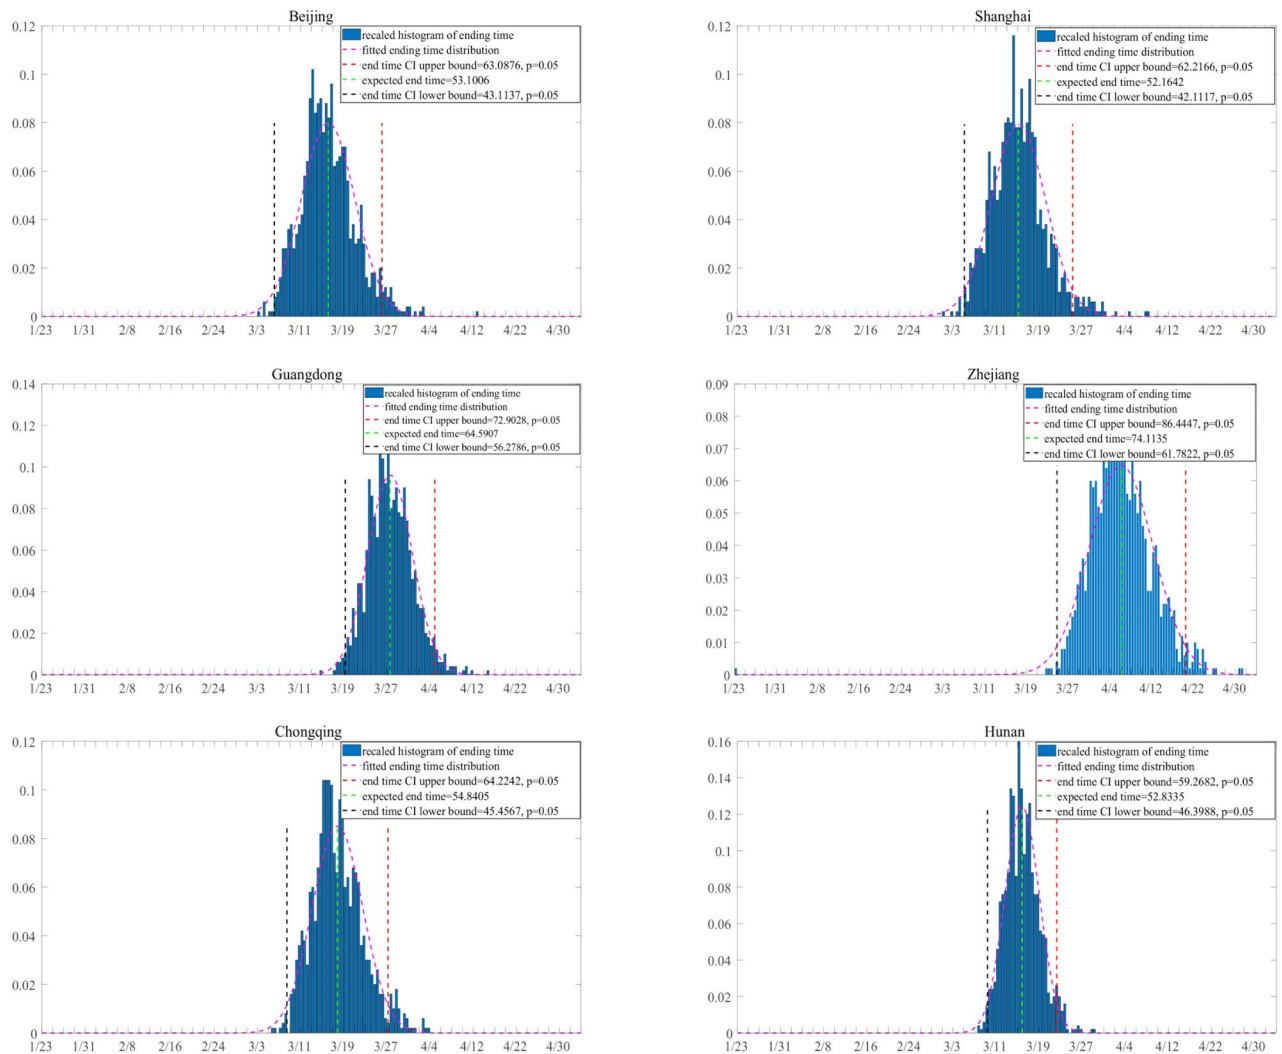 Beijing
0.12
0.1
0.08
0.06
0.04
0.02
0
1/23 1/31 2/8 2/16 2/24 3/3 3/11 3/19 3/27 4/4 4/12 4/22 4/30
recaled histogram of ending time
fitted ending time distribution
end time CI upper bound=63.0876, p=0.05
expected end time=53.1006
end time CI lower bound=43.1137, p=0.05
Shanghai
0.12
0.1
0.08
0.06
0.04
0.02
0
1/23 1/31 2/8 2/16 2/24 3/3 3/11 3/19 3/27 4/4 4/12 4/22 4/30
recaled histogram of ending time
fitted ending time distribution
end time CI upper bound=62.2166, p=0.05
expected end time=52.1642
end time CI lower bound=42.1117, p=0.05
Guangdong
0.14
0.12
0.1
0.08
0.06
0.04
0.02
0
1/23 1/31 2/8 2/16 2/24 3/3 3/11 3/19 3/27 4/4 4/12 4/22 4/30
recaled histogram of ending time
fitted ending time distribution
end time CI upper bound=72.9028, p=0.05
expected end time=64.5907
end time CI lower bound=56.2786, p=0.05
Zhejiang
0.09
0.08
0.07
0.06
0.05
0.04
0.03
0.02
0.01
0
1/23 1/31 2/8 2/16 2/24 3/3 3/11 3/19 3/27 4/4 4/12 4/22 4/30
recaled histogram of ending time
fitted ending time distribution
end time CI upper bound=86.4447, p=0.05
expected end time=74.1135
end time CI lower bound=61.7822, p=0.05
Chongqing
0.12
0.1
0.08
0.06
0.04
0.02
0
1/23 1/31 2/8 2/16 2/24 3/3 3/11 3/19 3/27 4/4 4/12 4/22 4/30
recaled histogram of ending time
fitted ending time distribution
end time CI upper bound=64.2242, p=0.05
expected end time=54.8405
end time CI lower bound=45.4567, p=0.05
Hunan
0.16
0.14
0.12
0.1
0.08
0.06
0.04
0.02
0
1/23 1/31 2/8 2/16 2/24 3/3 3/11 3/19 3/27 4/4 4/12 4/22 4/30
recaled histogram of ending time
fitted ending time distribution
end time CI upper bound=59.2682, p=0.05
expected end time=52.8335
end time CI lower bound=46.3988, p=0.05